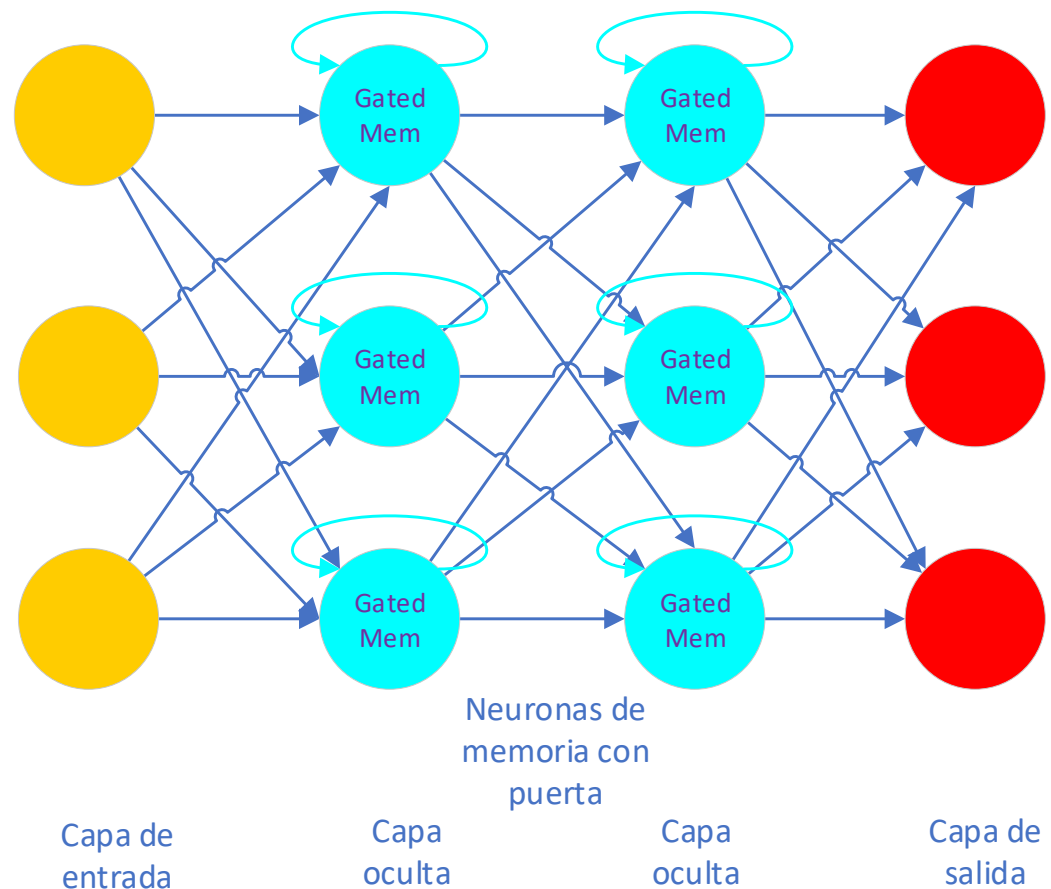 Gated
Mem
Gated
Mem
Gated
Mem
Gated
Mem
Gated
Mem
Gated
Mem
Neuronas de
memoria con
puerta
Capa de
entrada
Capa
oculta
Capa
oculta
Capa de
salida